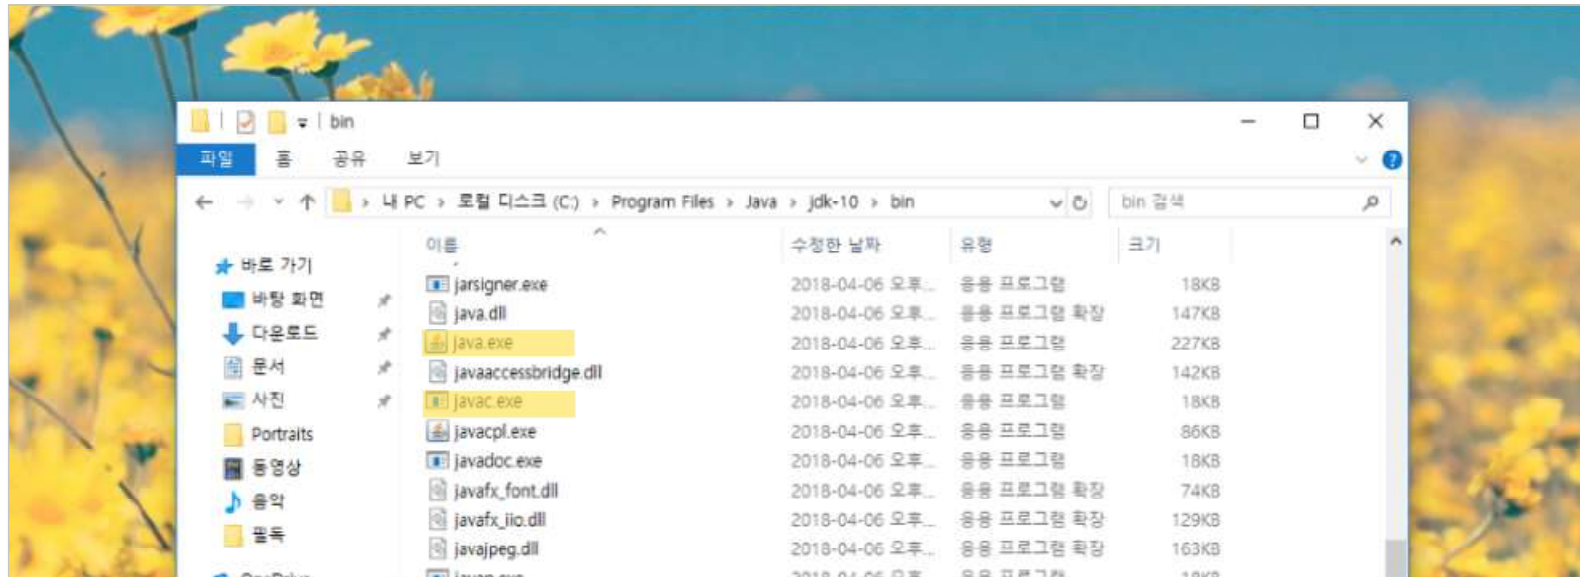 bin
파일 홈 공유 보기
내 PC > 로컬 디스크 (C:) > Program Files > Java > jdk-10 > bin
bin 검색
이름 수정한 날짜 유형 크기
바로 가기
바탕 화면
다운로드
문서
사진
Portraits
동영상
음악
필독
jarsigner.exe 2018-04-06 오후... 응용 프로그램 18KB
java.dll 2018-04-06 오후... 응용 프로그램 확장 147KB
java.exe 2018-04-06 오후... 응용 프로그램 227KB
javaaccessbridge.dll 2018-04-06 오후... 응용 프로그램 확장 142KB
javac.exe 2018-04-06 오후... 응용 프로그램 18KB
javacpl.exe 2018-04-06 오후... 응용 프로그램 86KB
javadoc.exe 2018-04-06 오후... 응용 프로그램 18KB
javafx_font.dll 2018-04-06 오후... 응용 프로그램 확장 74KB
javafx_iio.dll 2018-04-06 오후... 응용 프로그램 확장 129KB
javajpeg.dll 2018-04-06 오후... 응용 프로그램 확장 163KB